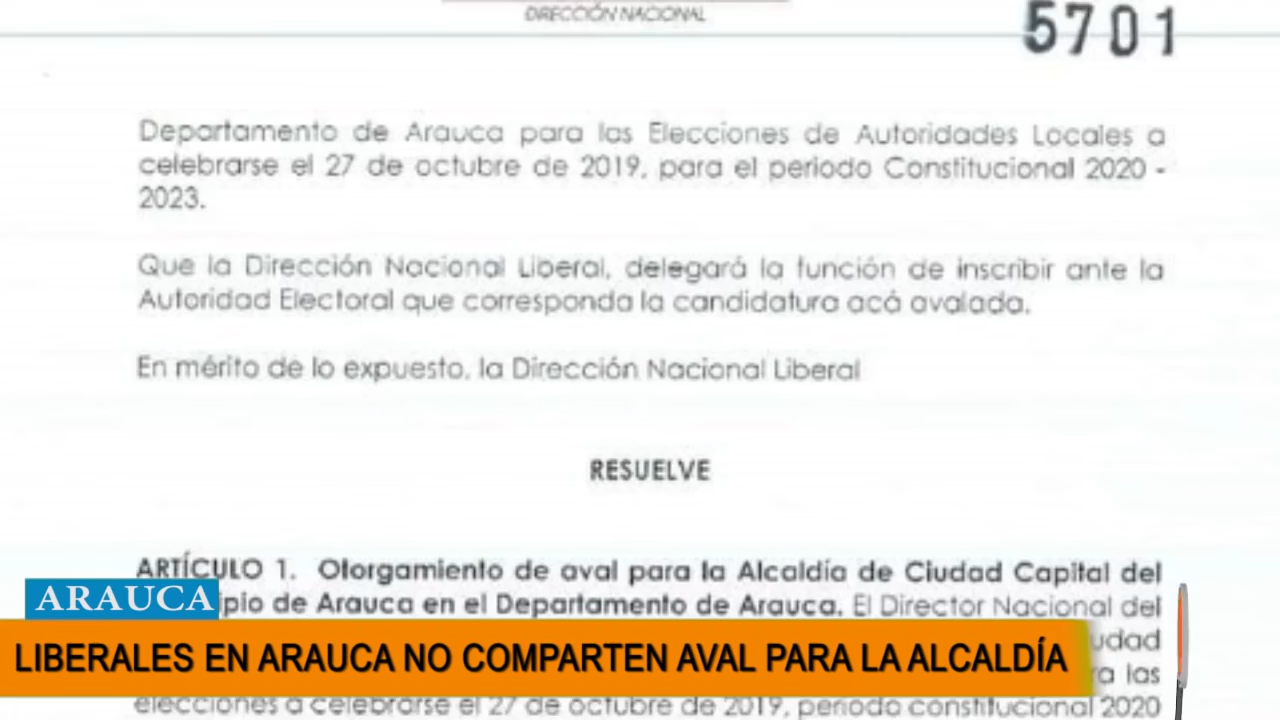 DIRECCIÓN NACIONAL
5701
Departamento de Arauca para las Elecciones de Autoridades Locales a
celebrarse el 27 de octubre de 2019, para el periodo Constitucional 2020 -
2023.
Que la Dirección Nacional Liberal, delegará la función de inscribir ante la
Autoridad Electoral que corresponda la candidatura acá avalada.
En mérito de lo expuesto, la Dirección Nacional Liberal
RESUELVE
ARTÍCULO 1. Otorgamiento de aval para la Alcaldía de Ciudad Capital del
ipio de Arauca en el Departamento de Arauca. El Director Nacional del
ARAUCA
iudad
LIBERALES EN ARAUCA NO COMPARTEN AVAL PARA LA ALCALDÍA
ra las
elecciones a celebrarse el 27 de octubre de 2019, periodo constitucional 2020